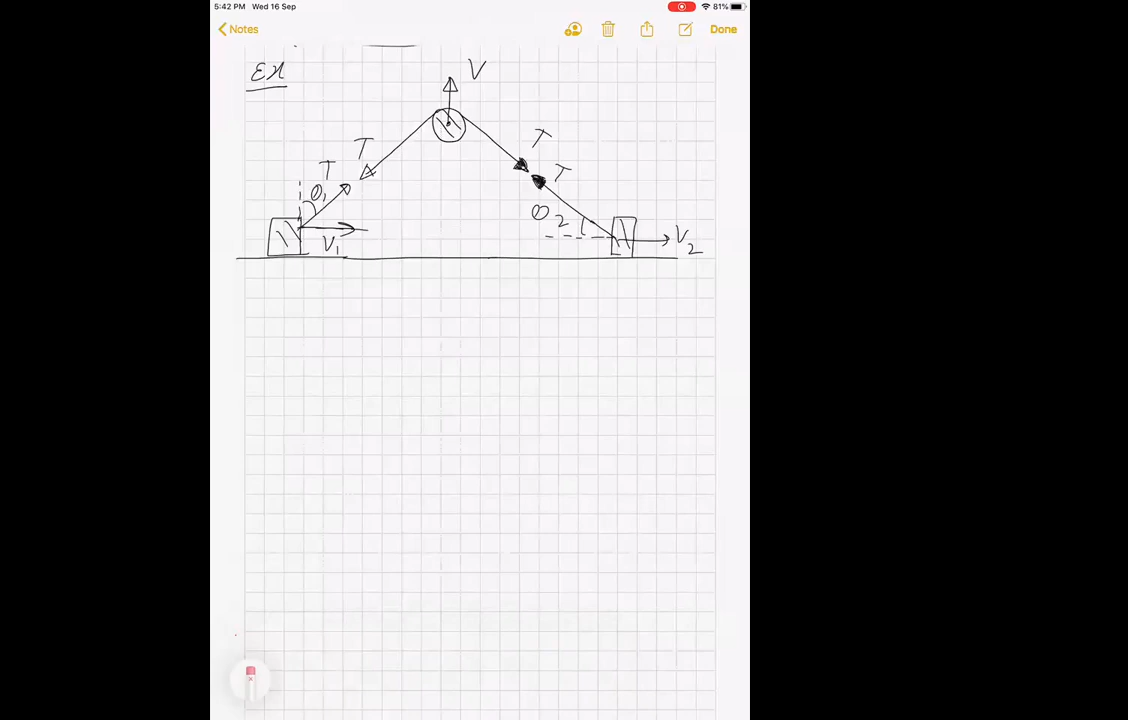 5:42 PM Wed 16 Sep
81%
Notes
Done
Ex
V
T
T
T
T
θ1
θ2
V1
V2